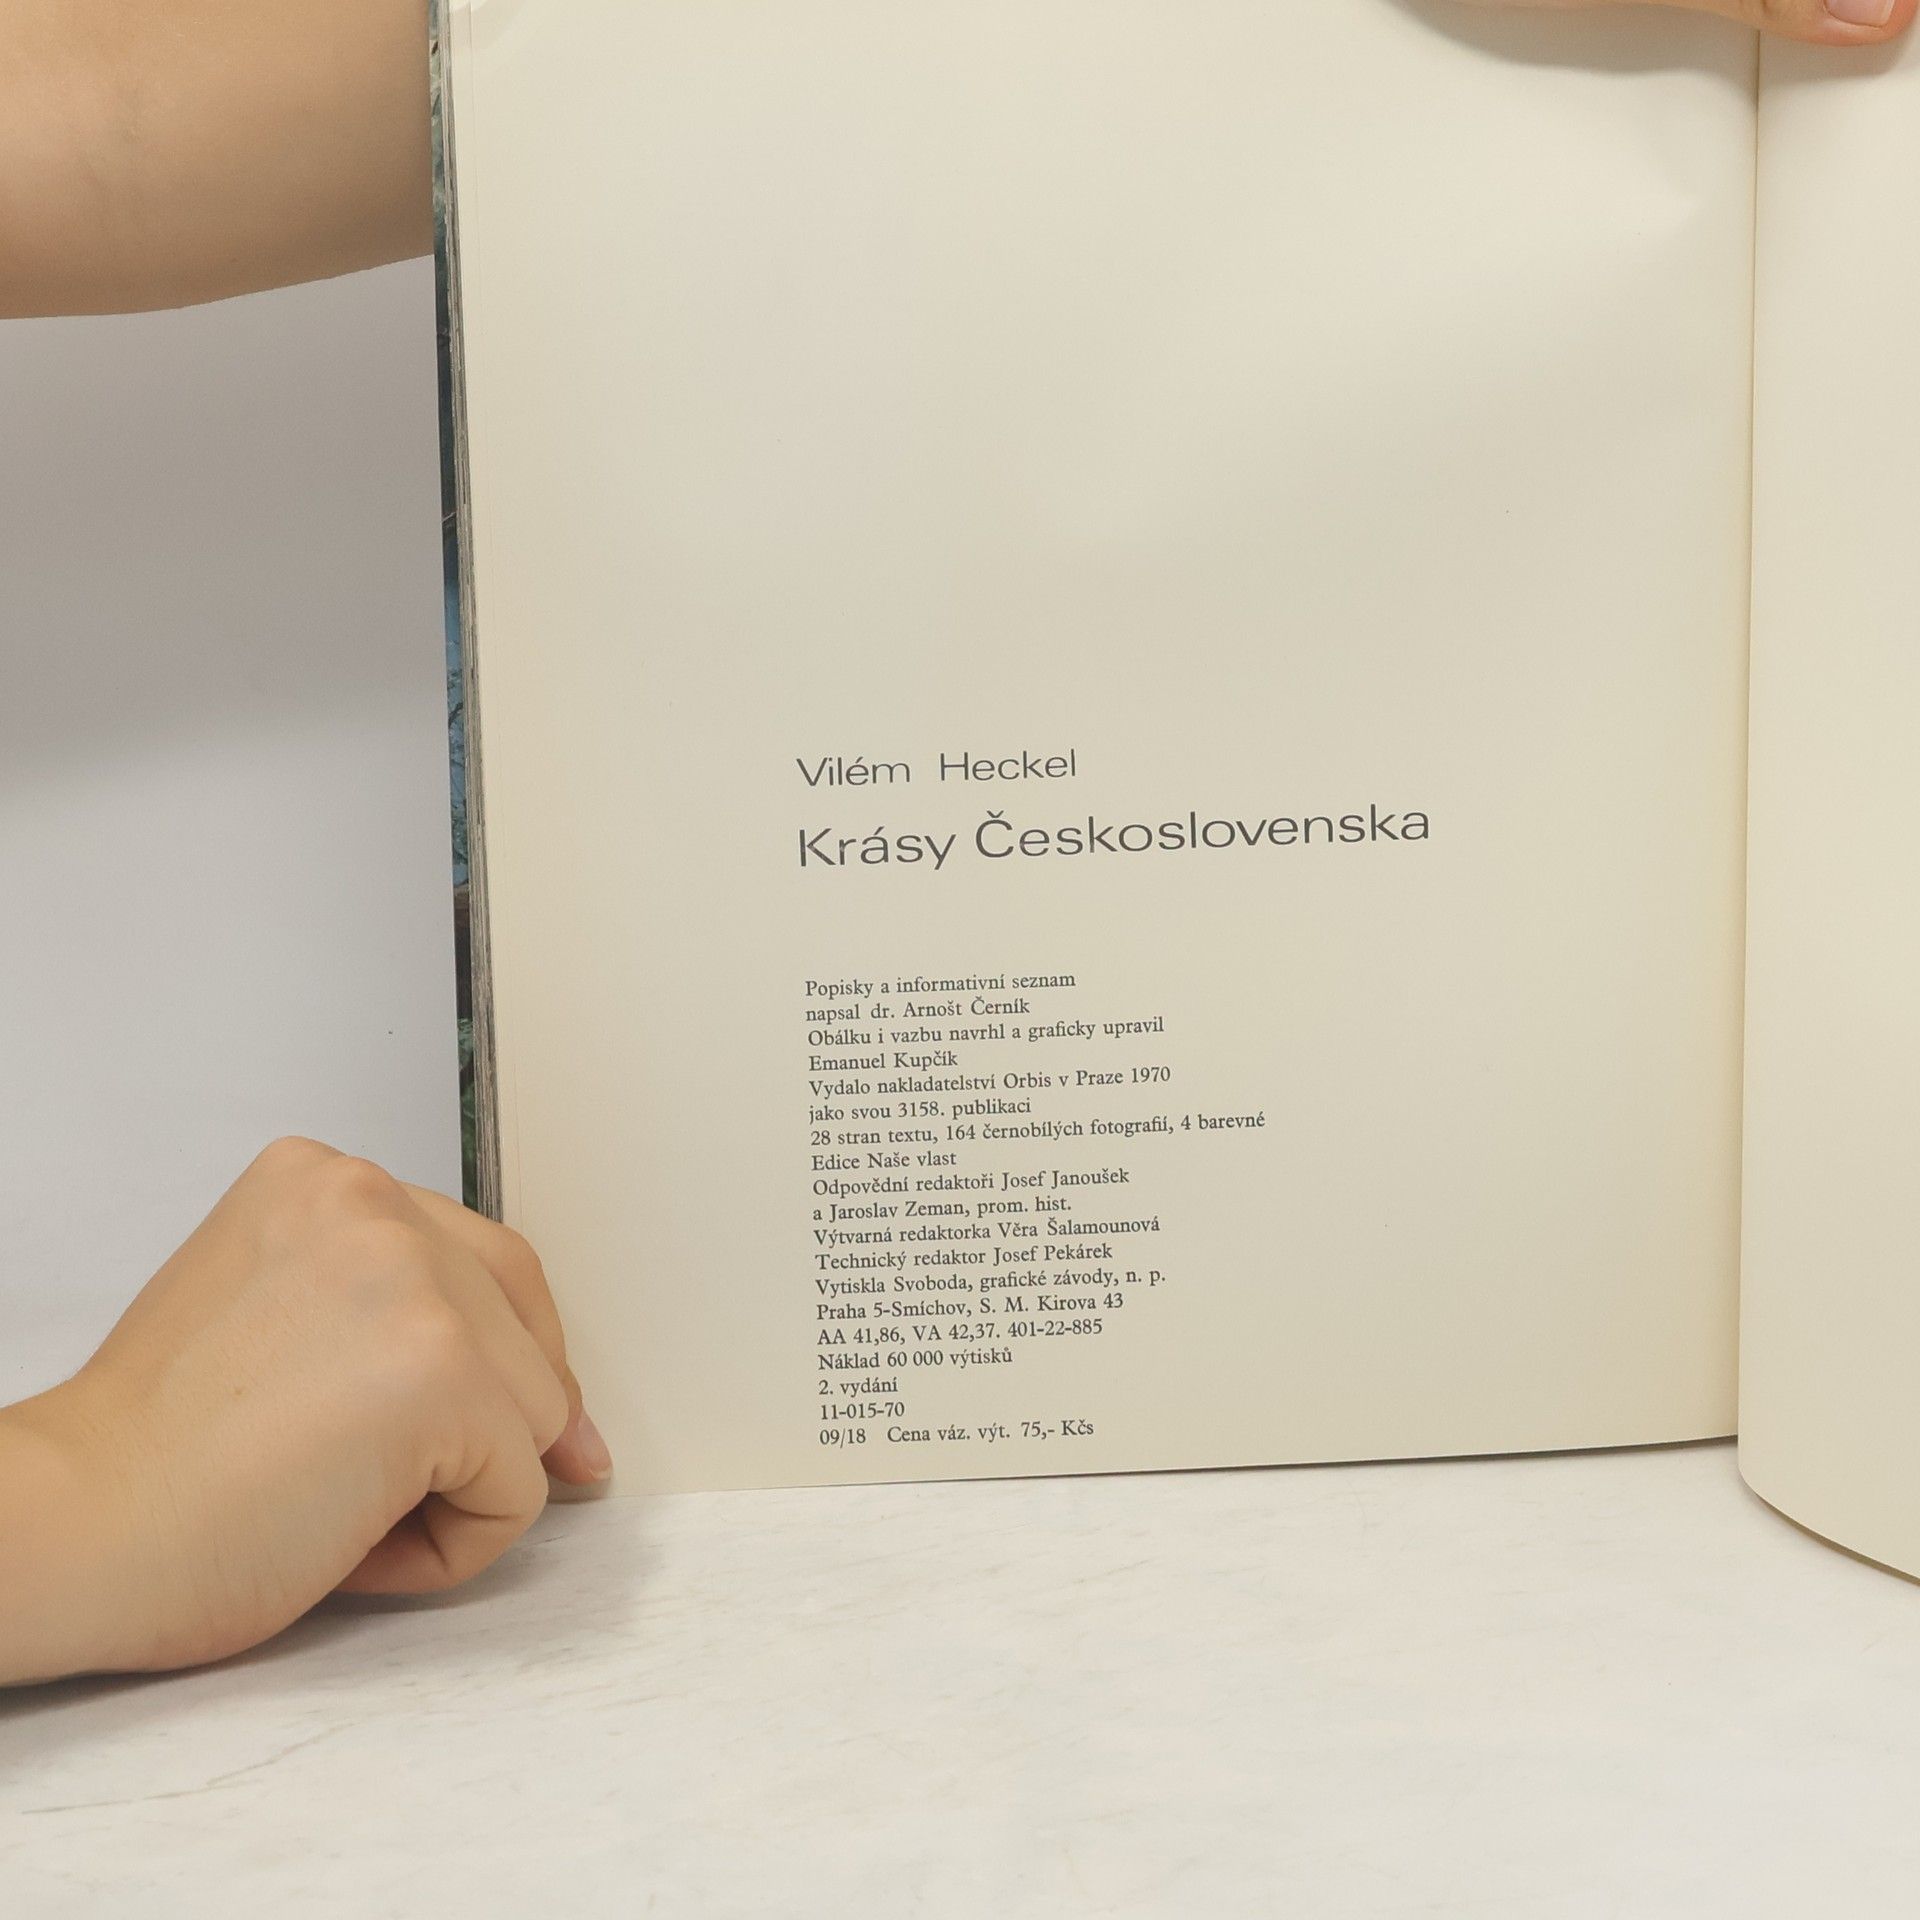 Vilém Heckel
Krásy Československa
Popisky a informativní seznam
napsal dr. Arnošt Černík
Obálku i vazbu navrhl a graficky upravil
Emanuel Kupčík
Vydalo nakladatelství Orbis v Praze 1970
jako svou 3158. publikaci
28 stran textu, 164 černobílých fotografií, 4 barevné
Edice Naše vlast
Odpovědní redaktoři Josef Janoušek
a Jaroslav Zeman, prom. hist.
Výtvarná redaktorka Věra Šalamounová
Technický redaktor Josef Pekárek
Vytiskla Svoboda, grafické závody, n. p.
Praha 5-Smíchov, S. M. Kirova 43
AA 41,86, VA 42,37. 401-22-885
Náklad 60 000 výtisků
2. vydání
11-015-70
09/18 Cena váz. výt. 75,- Kčs